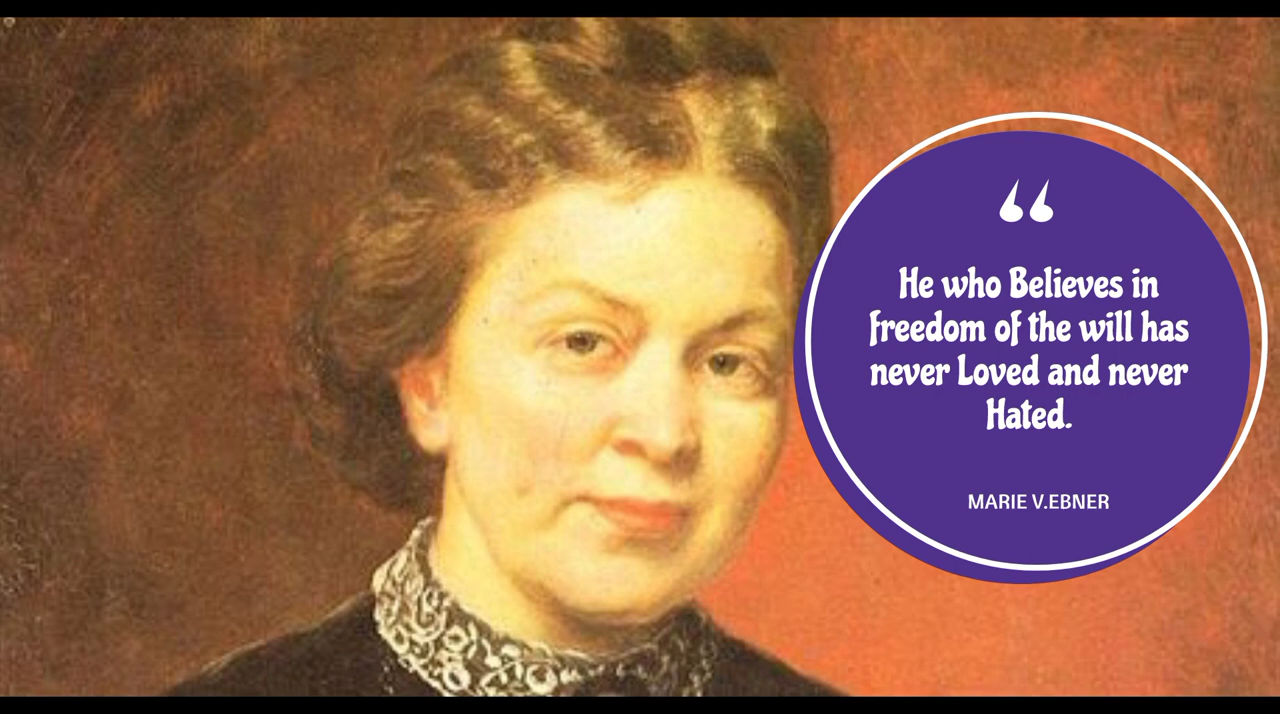 “
He who Believes in
freedom of the will has
never Loved and never
Hated.
MARIE V.EBNER